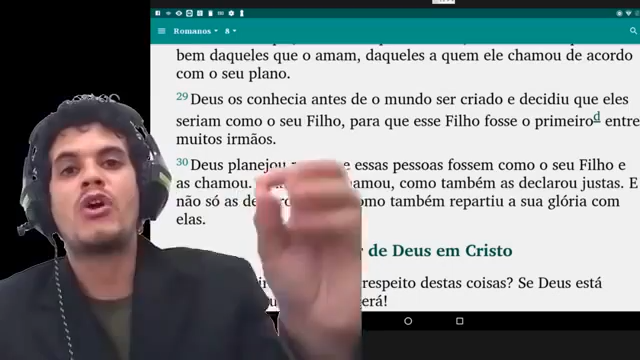 Romanos 8
bem daqueles que o amam, daqueles a quem ele chamou de acordo
com o seu plano.
29 Deus os conhecia antes de o mundo ser criado e decidiu que eles
seriam como o seu Filho, para que esse Filho fosse o primeiro d entre
muitos irmãos.
30 Deus planejou e essas pessoas fossem como o seu Filho e
as chamou. hamou, como também as declarou justas. E
não só as de omo também repartiu a sua glória com
elas.
de Deus em Cristo
respeito destas coisas? Se Deus está
erá!